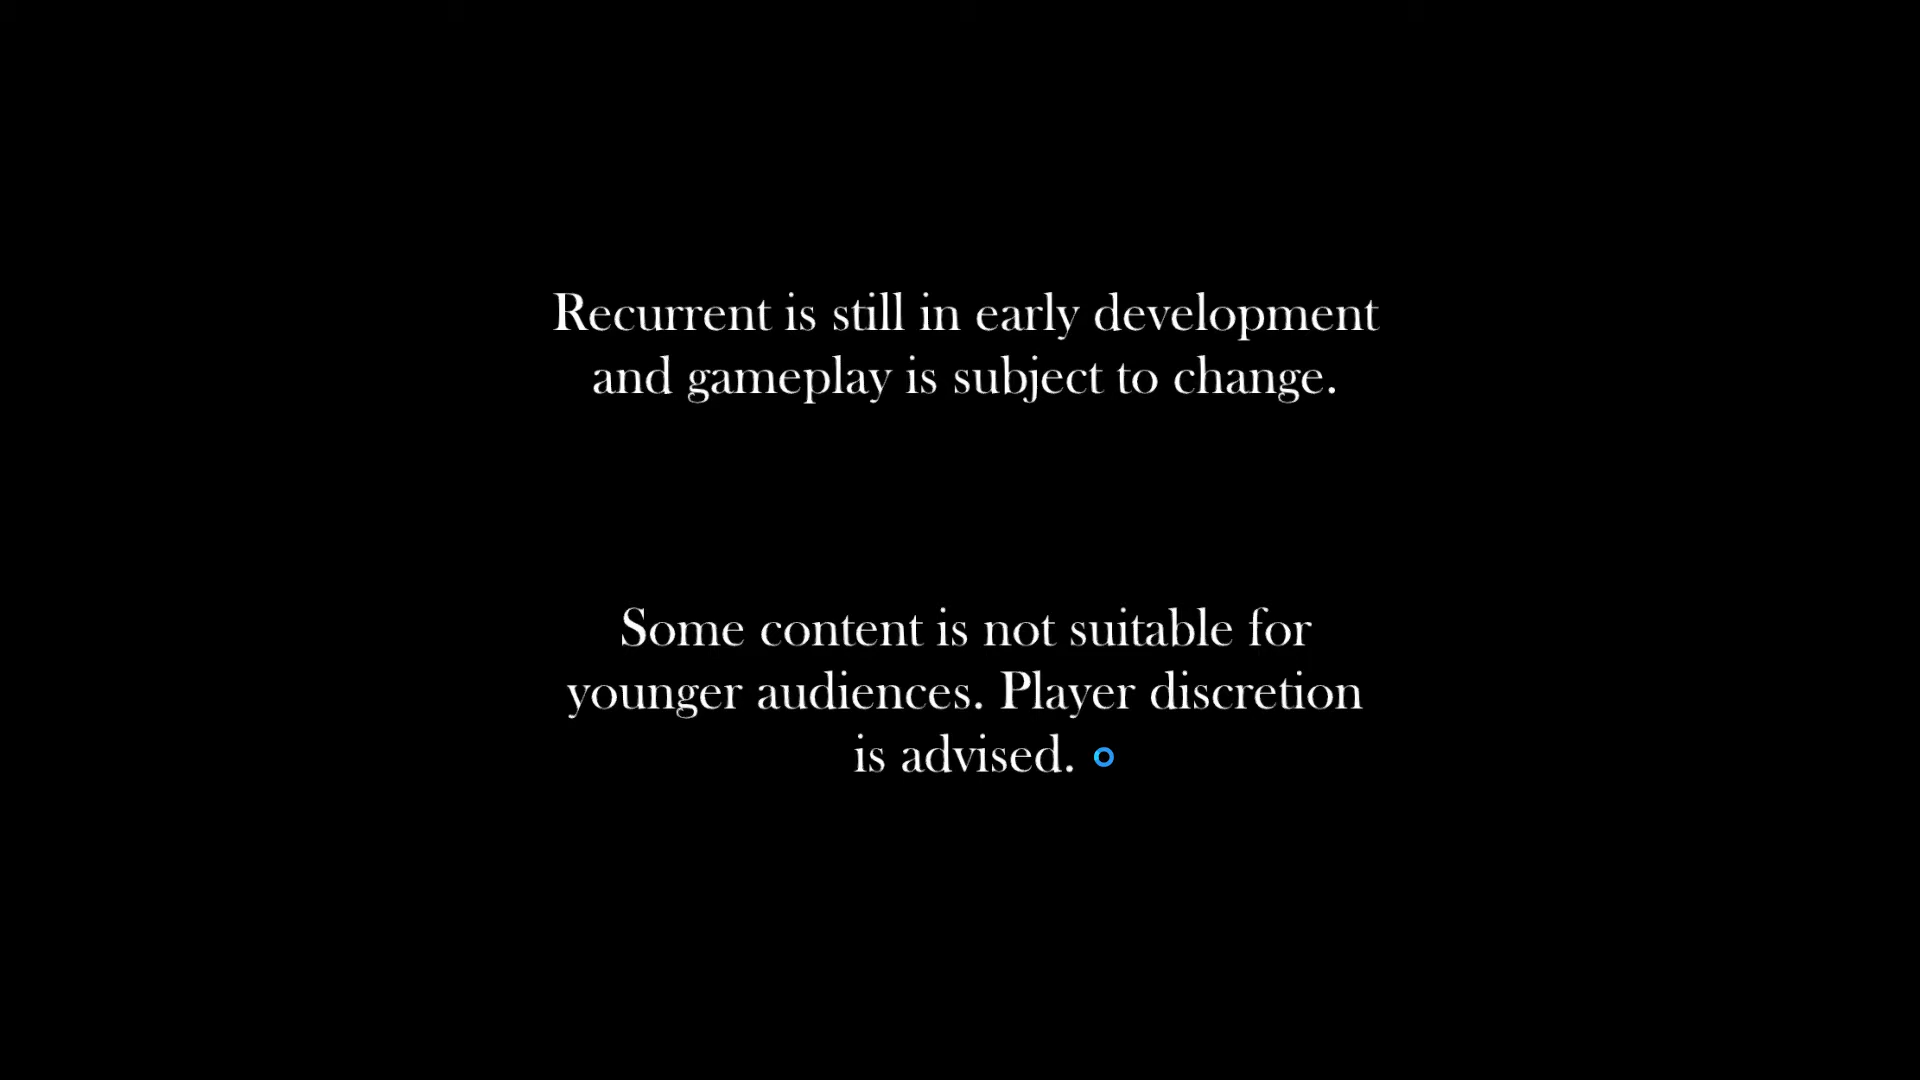 Recurrent is still in early development
and gameplay is subject to change.
Some content is not suitable for
younger audiences. Player discretion
is advised.